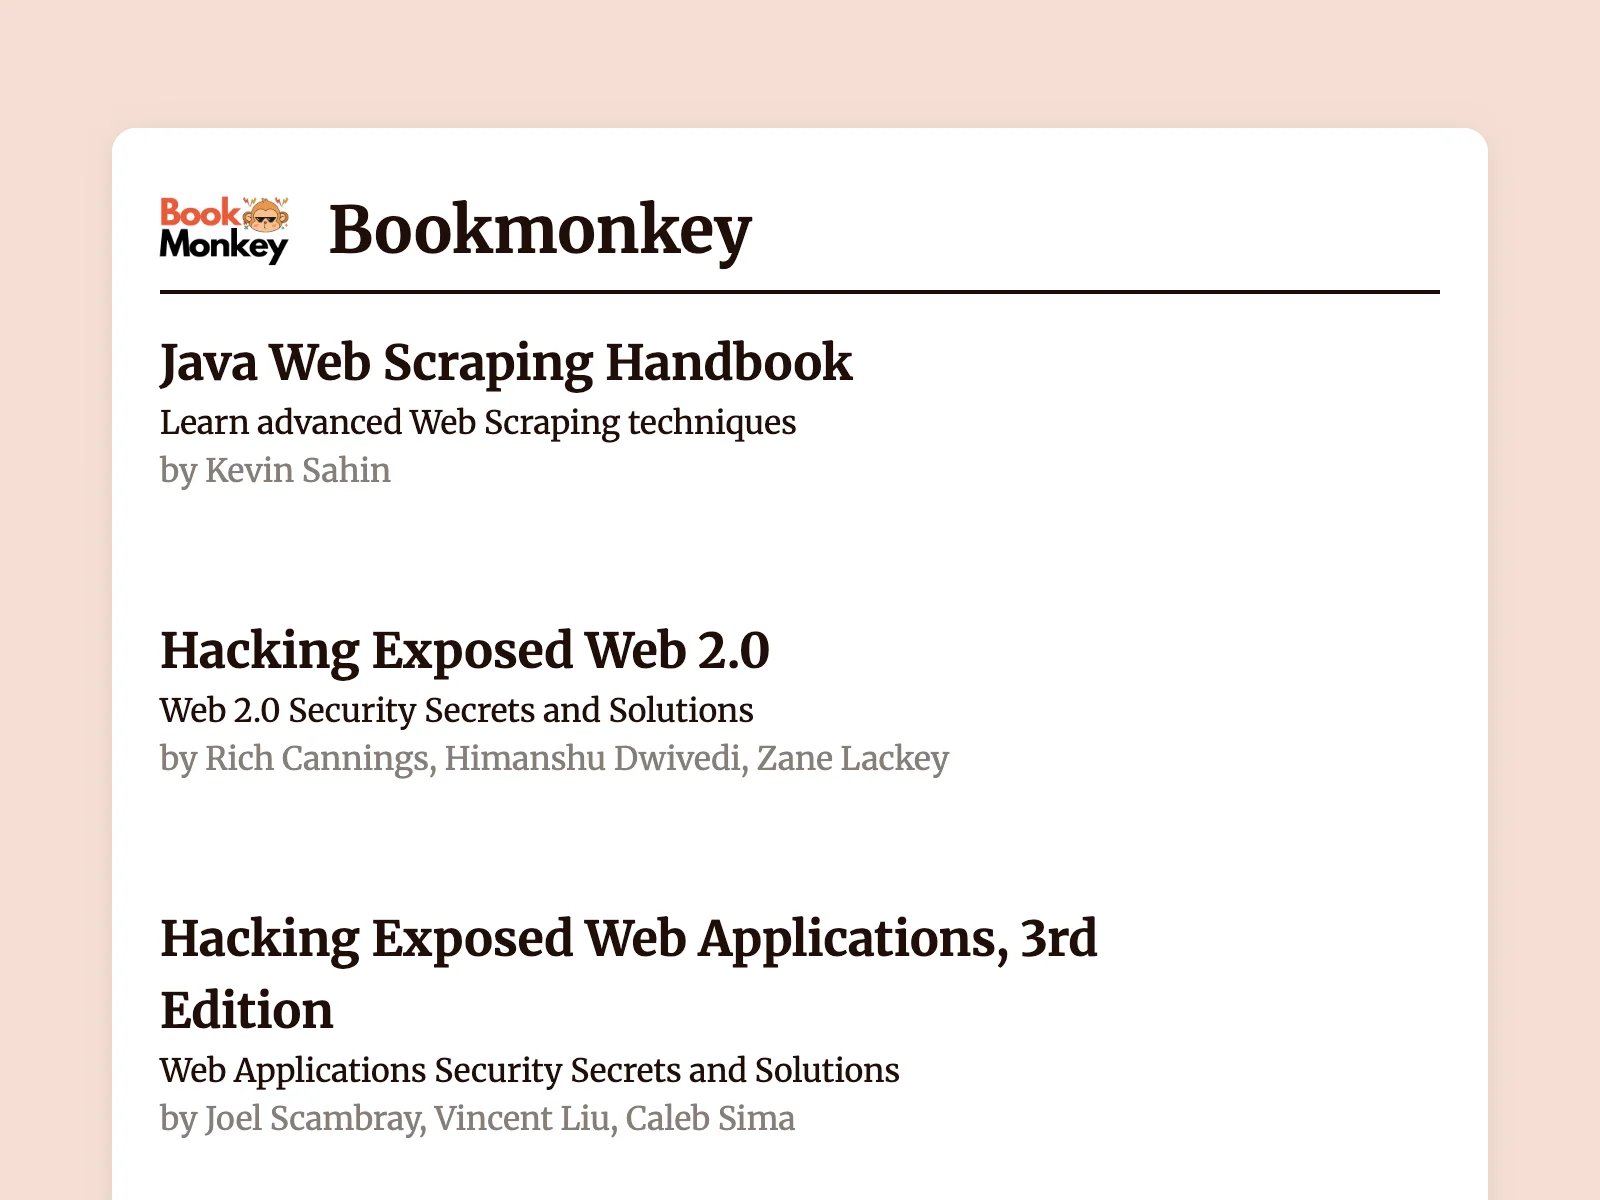 Book
Monkey
Bookmonkey
Java Web Scraping Handbook
Learn advanced Web Scraping techniques
by Kevin Sahin
Hacking Exposed Web 2.0
Web 2.0 Security Secrets and Solutions
by Rich Cannings, Himanshu Dwivedi, Zane Lackey
Hacking Exposed Web Applications, 3rd
Edition
Web Applications Security Secrets and Solutions
by Joel Scambray, Vincent Liu, Caleb Sima